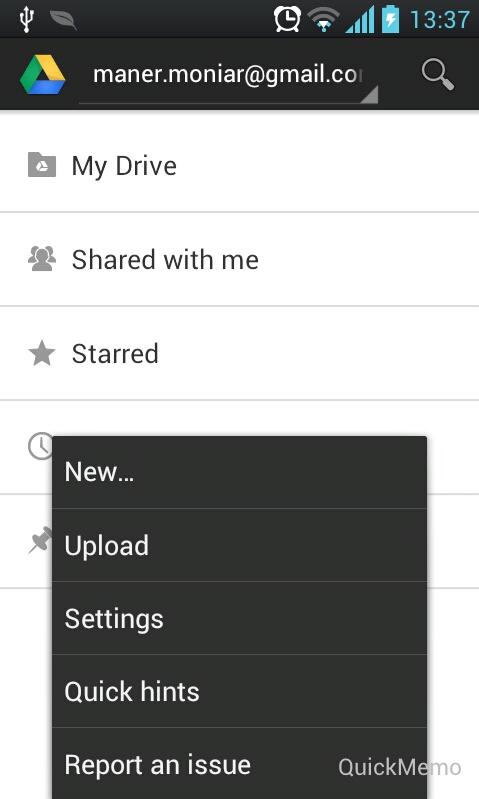 13:37
maner.moniar@gmail.co
My Drive
Shared with me
Starred
New...
Upload
Settings
Quick hints
Report an issue
QuickMemo